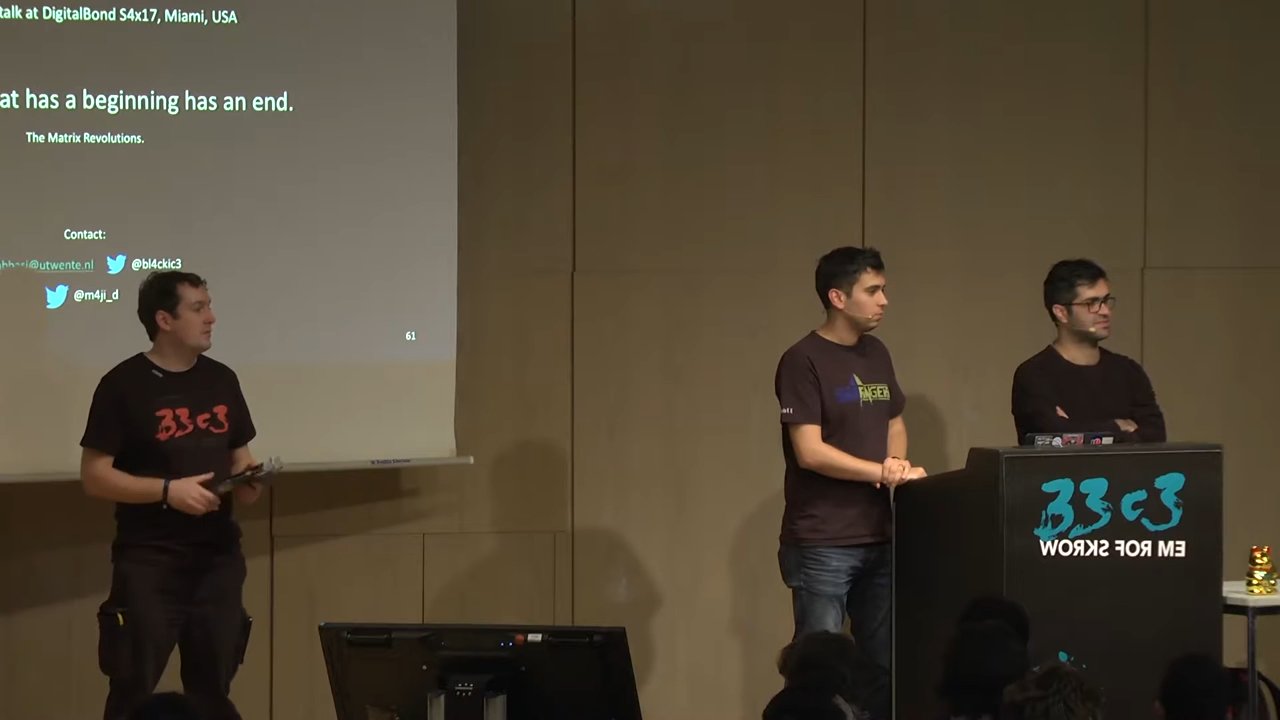 talk at DigitalBond S4x17, Miami, USA
at has a beginning has an end.
The Matrix Revolutions.
Contact:
@utwente.nl @bl4ckic3
@m4ji_d
61
33c3
33c3
WORKS FOR ME